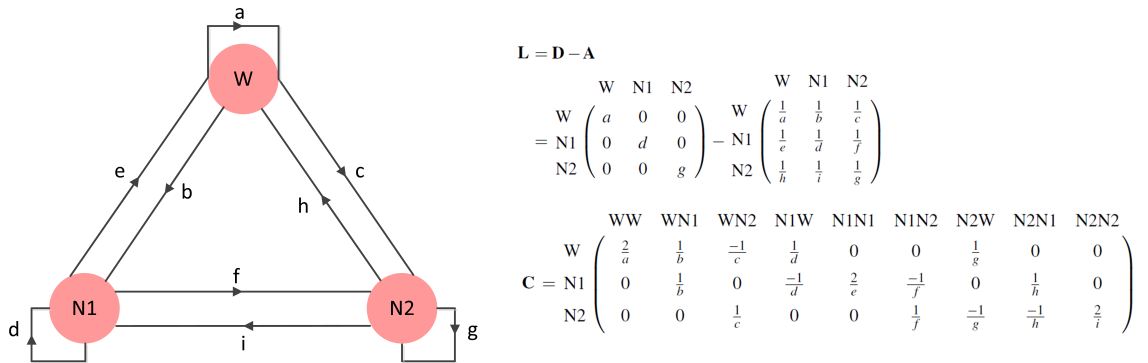 a
W
e
b
c
h
N1
f
N2
d
i
g
L = D − A
W N1 N2
W a 0 0
= N1 0 d 0
N2 0 0 g
−
W N1 N2
W 1/a 1/b 1/c
N1 1/e 1/d 1/f
N2 1/h 1/i 1/g
WW WN1 WN2 N1W N1N1 N1N2 N2W N2N1 N2N2
W 2/a 1/b -1/c 1/d 0 0 1/g 0 0
C = N1 0 1/b 0 -1/d 2/e -1/f 0 1/h 0
N2 0 0 1/c 0 0 1/f -1/g -1/h 2/i